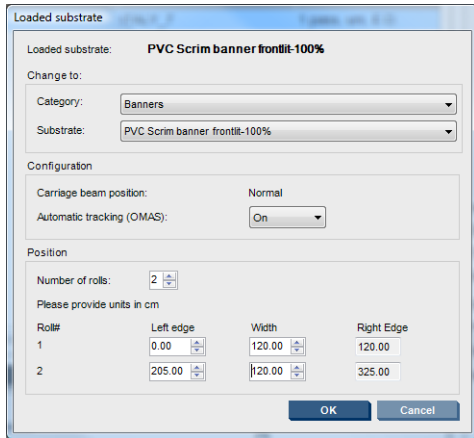 Loaded substrate
Loaded substrate: PVC Scrim banner frontlit-100%
Change to:
Category: Banners
Substrate: PVC Scrim banner frontlit-100%
Configuration
Carriage beam position: Normal
Automatic tracking (OMAS): On
Position
Number of rolls: 2
Please provide units in cm
Roll# Left edge Width Right Edge
1 0.00 120.00 120.00
2 205.00 120.00 325.00
OK Cancel